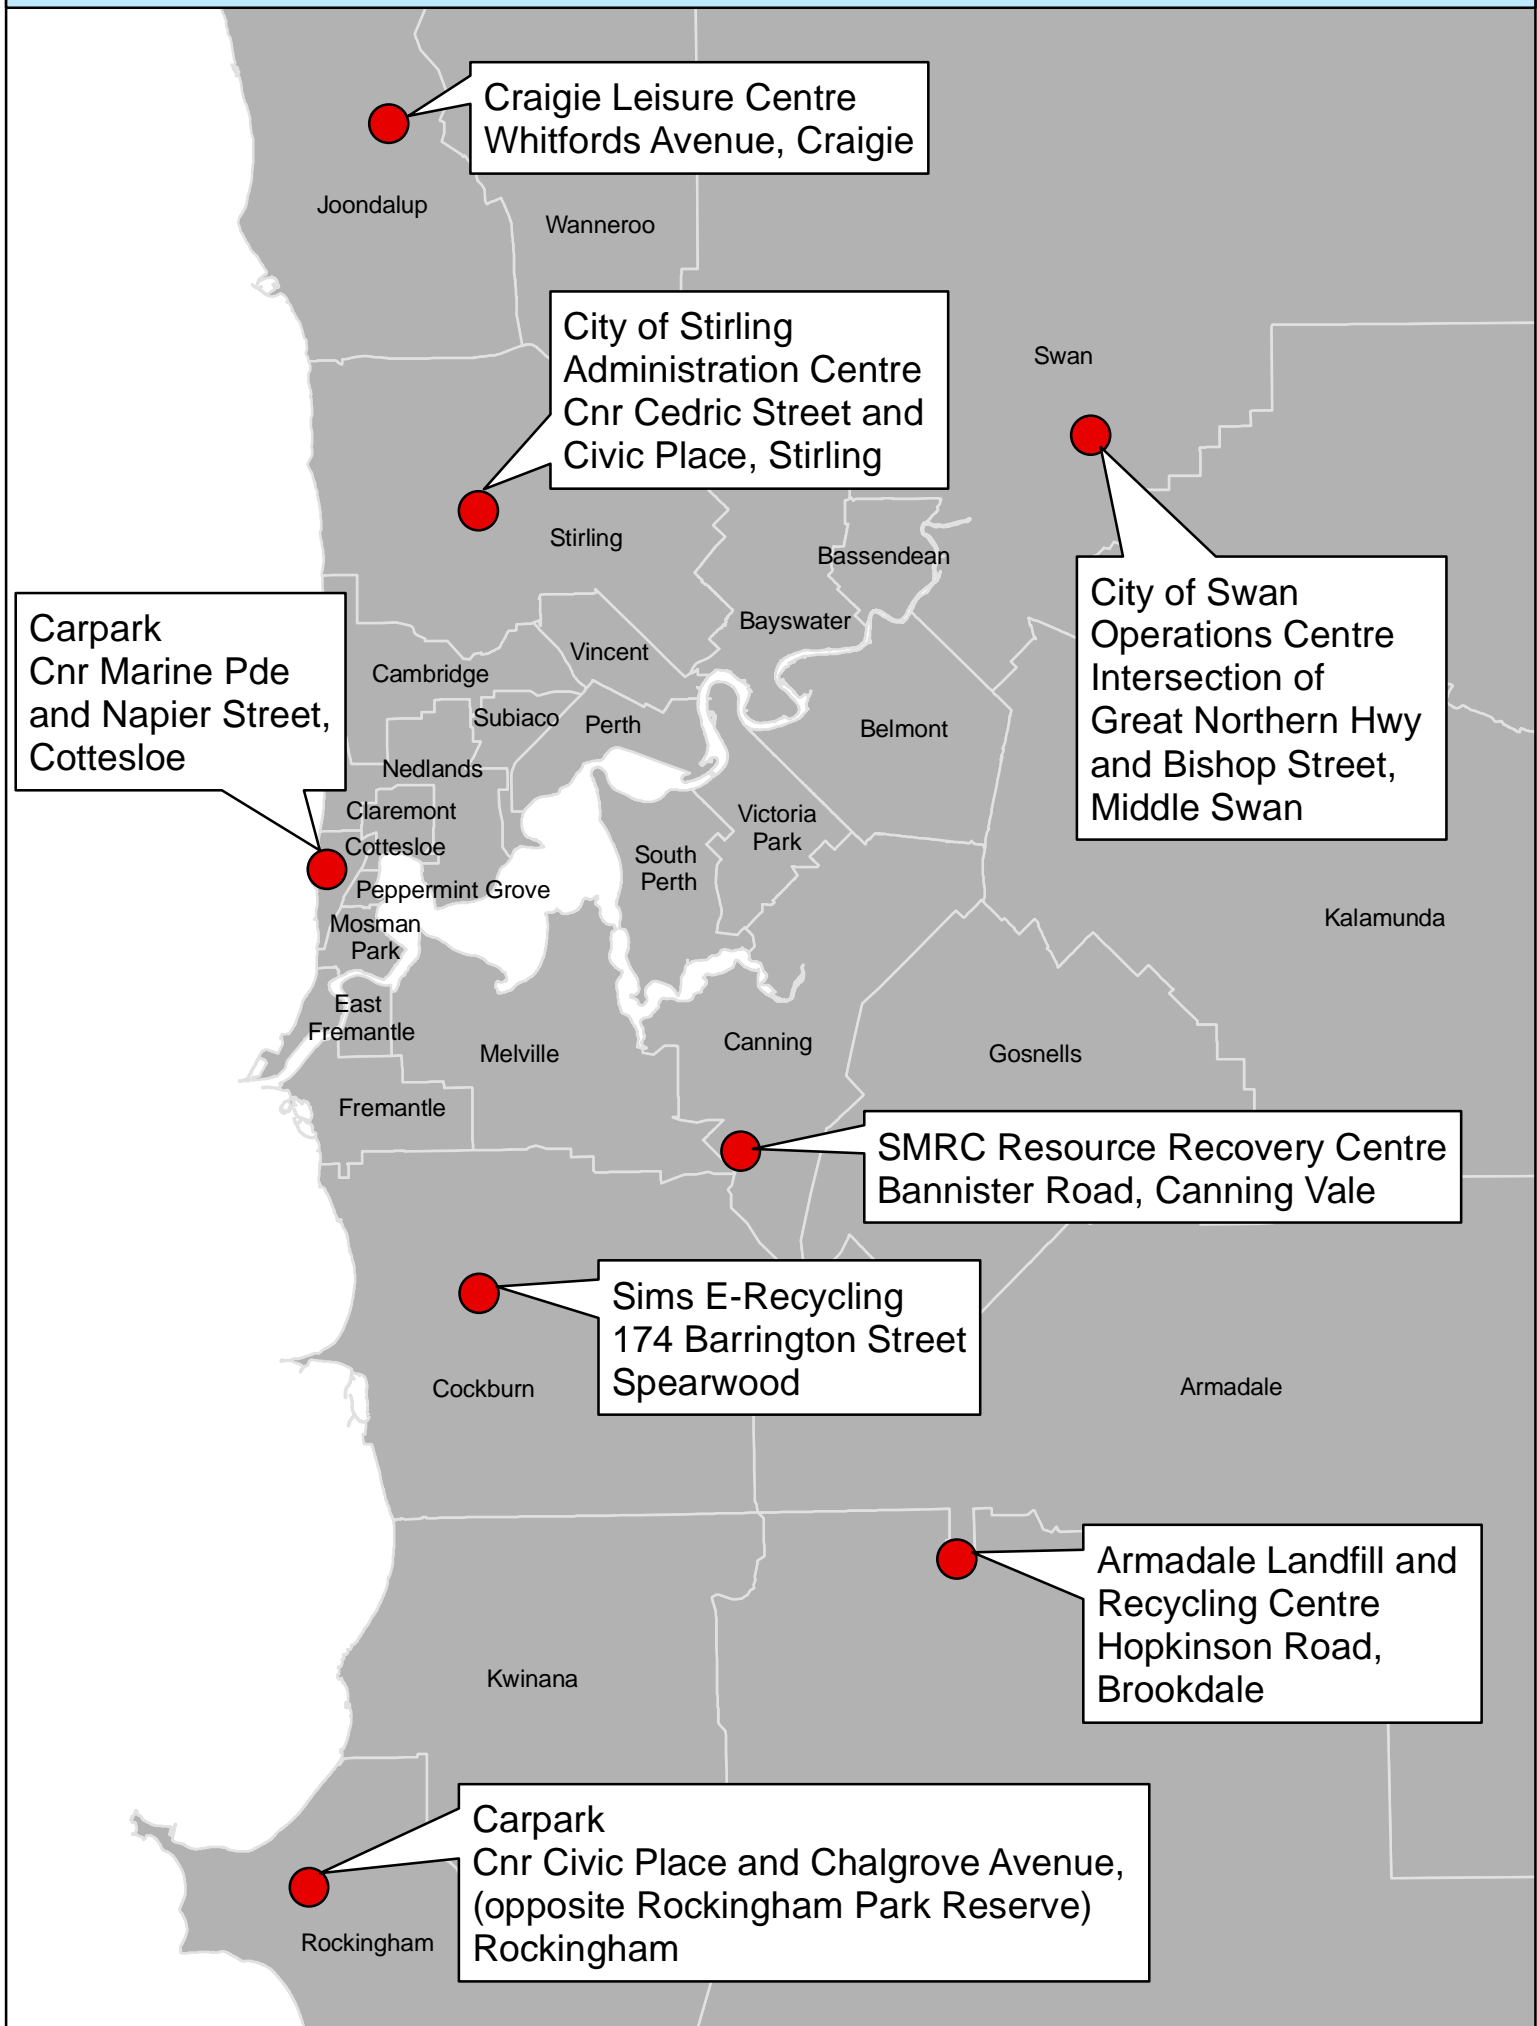 Craigie Leisure Centre
Whitfords Avenue, Craigie
Joondalup
Wanneroo
City of Stirling
Administration Centre
Cnr Cedric Street and
Civic Place, Stirling
Swan
Stirling
Bassendean
City of Swan
Operations Centre
Intersection of
Great Northern Hwy
and Bishop Street,
Middle Swan
Carpark
Cnr Marine Pde
and Napier Street,
Cottesloe
Bayswater
Vincent
Cambridge
Subiaco
Perth
Belmont
Nedlands
Claremont
Victoria
Park
Cottesloe
South
Perth
Peppermint Grove
Mosman
Park
Kalamunda
East
Fremantle
Melville
Canning
Gosnells
Fremantle
SMRC Resource Recovery Centre
Bannister Road, Canning Vale
Sims E-Recycling
174 Barrington Street
Spearwood
Cockburn
Armadale
Armadale Landfill and
Recycling Centre
Hopkinson Road,
Brookdale
Kwinana
Carpark
Cnr Civic Place and Chalgrove Avenue,
(opposite Rockingham Park Reserve)
Rockingham
Rockingham